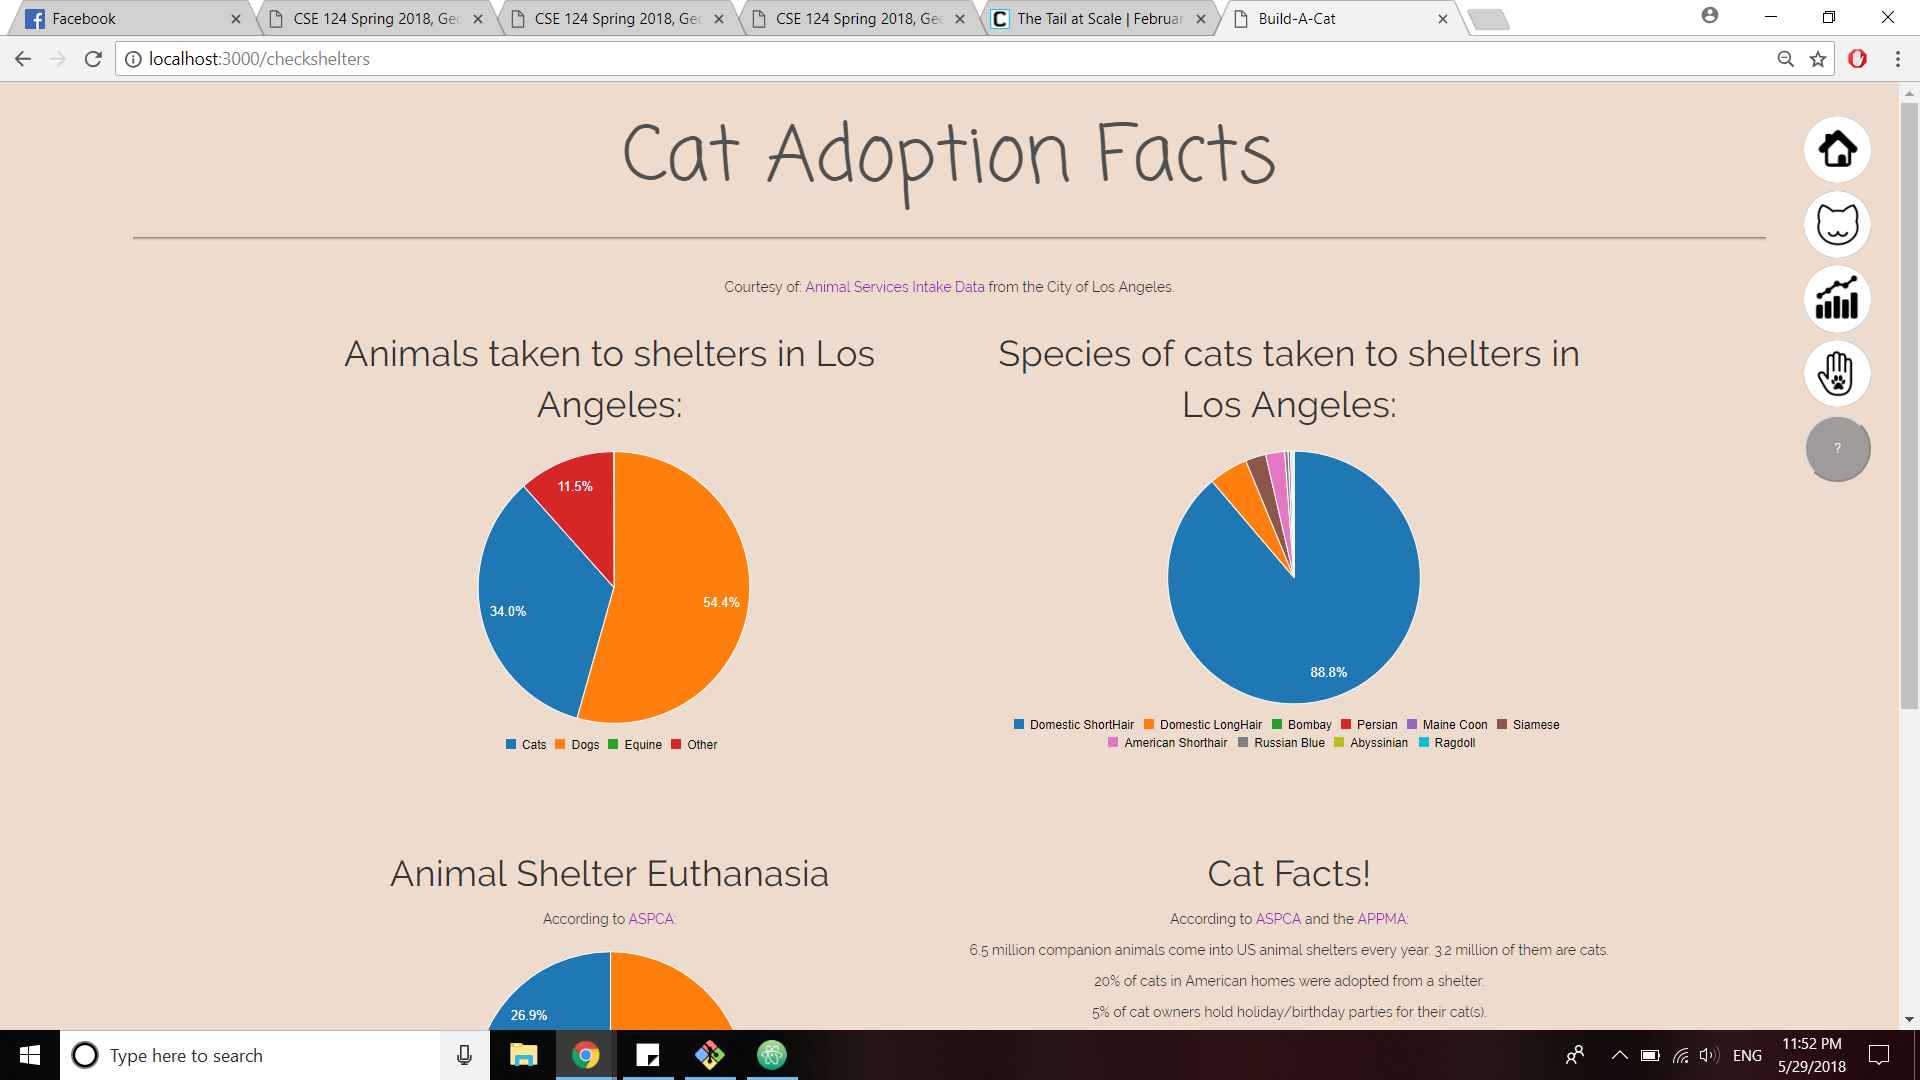 Facebook
CSE 124 Spring 2018, Geo
CSE 124 Spring 2018, Geo
CSE 124 Spring 2018, Geo
C The Tail at Scale | Februar
Build-A-Cat
localhost:3000/checkshelters
Cat Adoption Facts
Courtesy of: Animal Services Intake Data from the City of Los Angeles.
Animals taken to shelters in Los
Angeles:
11.5%
34.0%
54.4%
Cats Dogs Equine Other
Species of cats taken to shelters in
Los Angeles:
88.8%
Domestic ShortHair Domestic LongHair Bombay Persian Maine Coon Siamese
American Shorthair Russian Blue Abyssinian Ragdoll
?
Animal Shelter Euthanasia
According to ASPCA:
26.9%
Cat Facts!
According to ASPCA and the APPMA:
6.5 million companion animals come into US animal shelters every year. 3.2 million of them are cats.
20% of cats in American homes were adopted from a shelter.
5% of cat owners hold holiday/birthday parties for their cat(s).
Type here to search
ENG
11:52 PM
5/29/2018